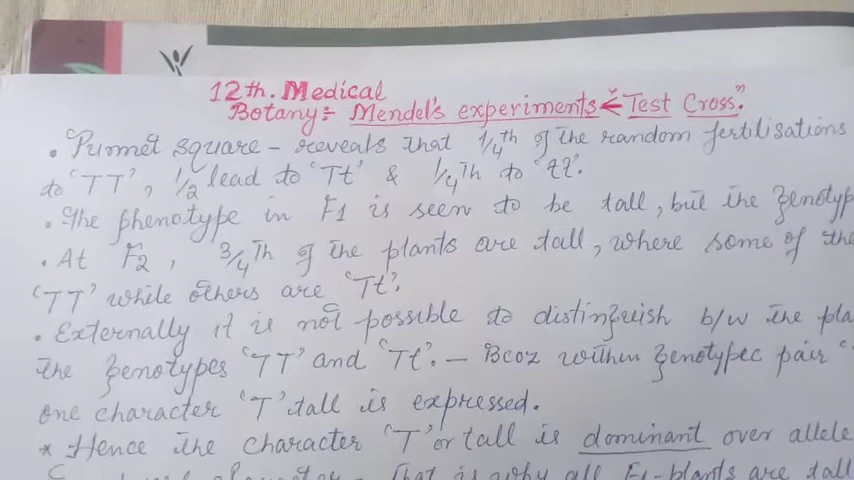 12th. Medical
Botany:- Mendel's experiments < "Test Cross".
• Punnet square - reveals that 1/4th of the random fertilisations
to 'TT', 1/2 lead to 'Tt' & 1/4Th to 'tt'.
• The phenotype in F1 is seen to be tall, but the genotyp
• At F2, 3/4Th of the plants are tall, where some of the
'TT' while others are 'Tt'.
• Externally it is not possible to distinguish b/w the pla
the genotypes 'TT' and 'Tt'. - Bcoz within genotypec pair
one character 'T' tall is expressed.
* Hence the character 'T' or tall is dominant over allele
That is why all F1-plants are tall